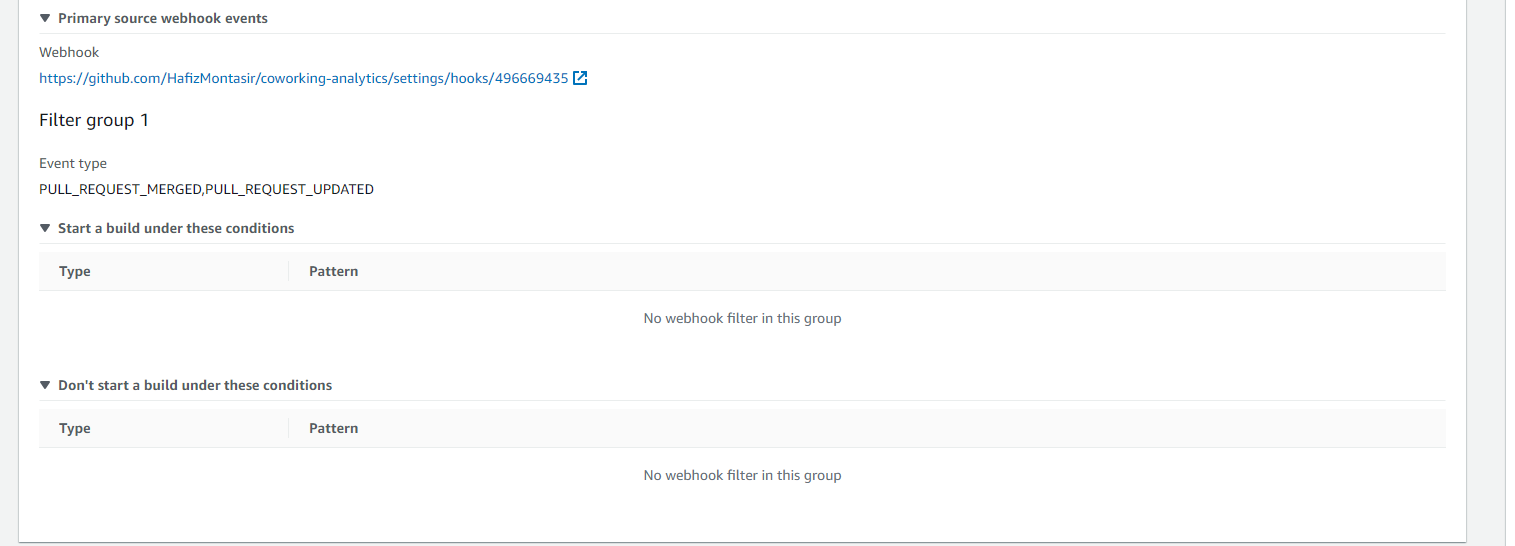 Primary source webhook events
Webhook
https://github.com/HafizMontasir/coworking-analytics/settings/hooks/496669435
Filter group 1
Event type
PULL_REQUEST_MERGED,PULL_REQUEST_UPDATED
Start a build under these conditions
Type Pattern
No webhook filter in this group
Don't start a build under these conditions
Type Pattern
No webhook filter in this group